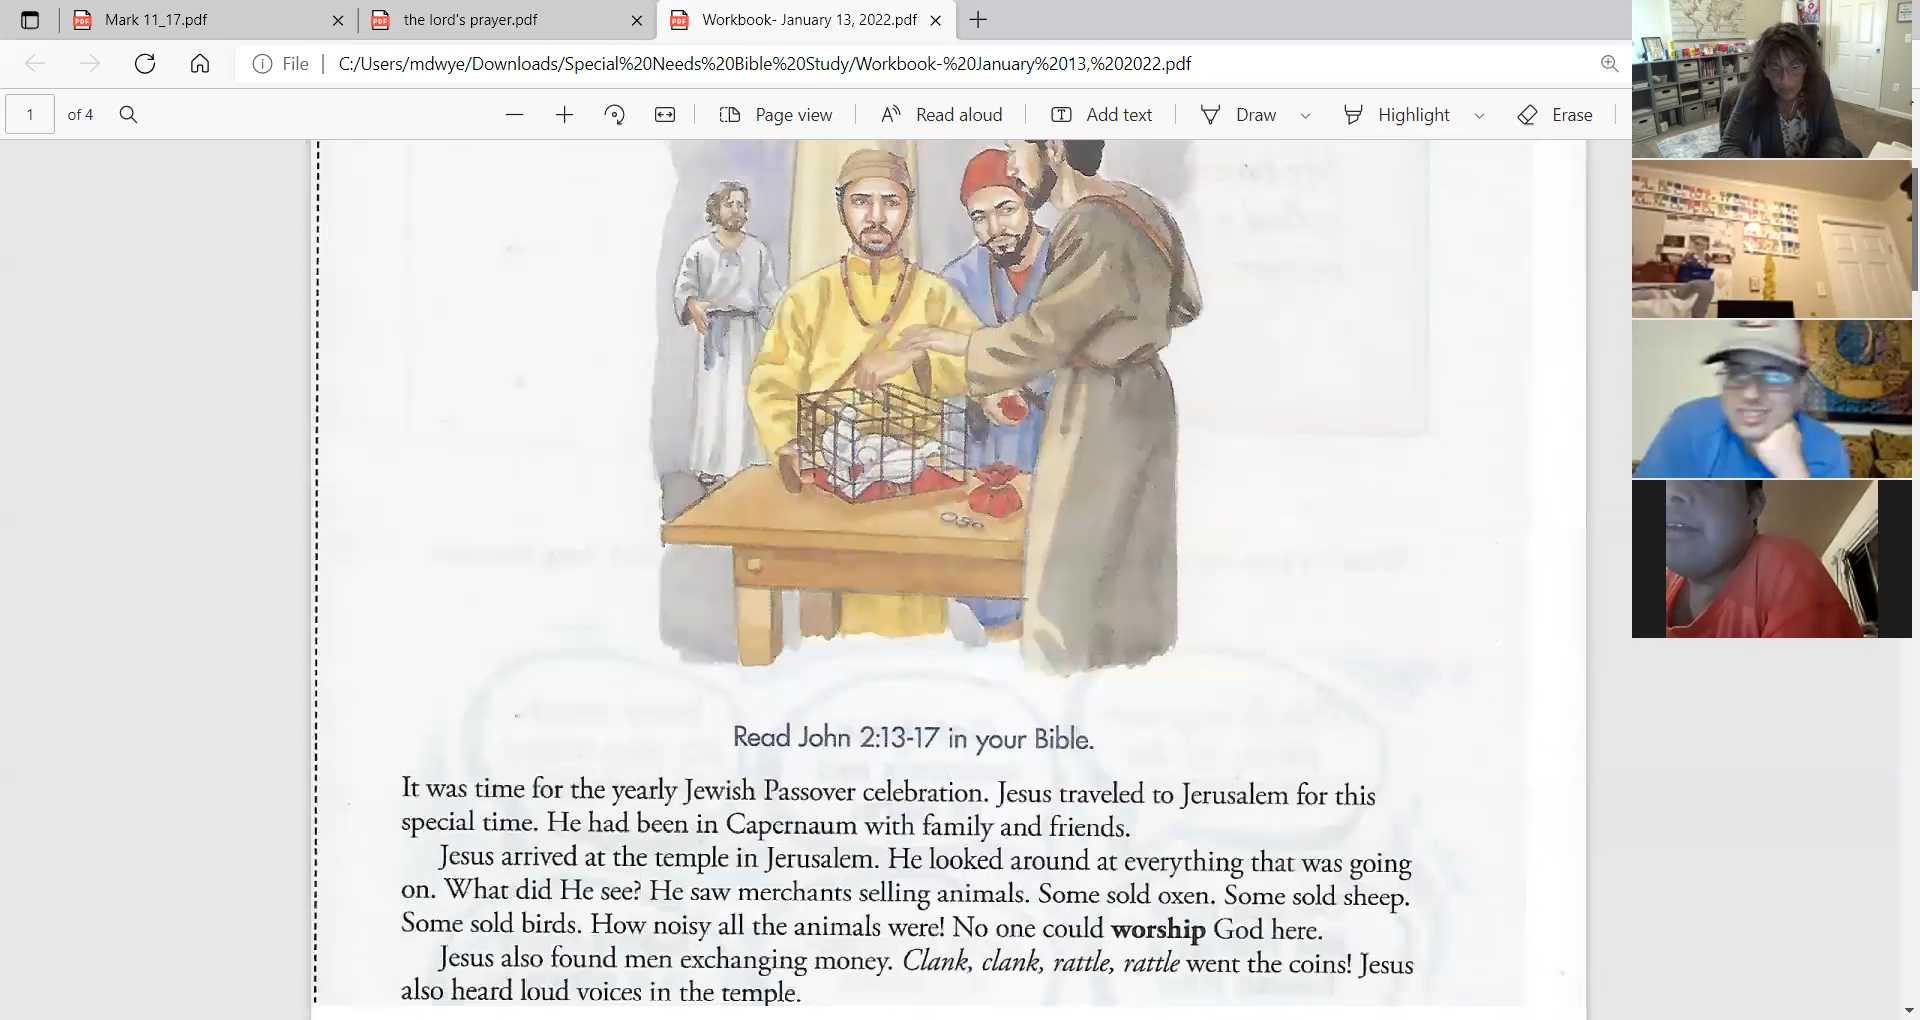 Mark 11_17.pdf
the lord's prayer.pdf
Workbook- January 13, 2022.pdf
File
C:/Users/mdwye/Downloads/Special%20Needs%20Bible%20Study/Workbook-%20January%2013,%202022.pdf
1 of 4
Page view
Read aloud
Add text
Draw
Highlight
Erase
Read John 2:13-17 in your Bible.
It was time for the yearly Jewish Passover celebration. Jesus traveled to Jerusalem for this
special time. He had been in Capernaum with family and friends.
Jesus arrived at the temple in Jerusalem. He looked around at everything that was going
on. What did He see? He saw merchants selling animals. Some sold oxen. Some sold sheep.
Some sold birds. How noisy all the animals were! No one could worship God here.
Jesus also found men exchanging money. Clank, clank, rattle, rattle went the coins! Jesus
also heard loud voices in the temple.